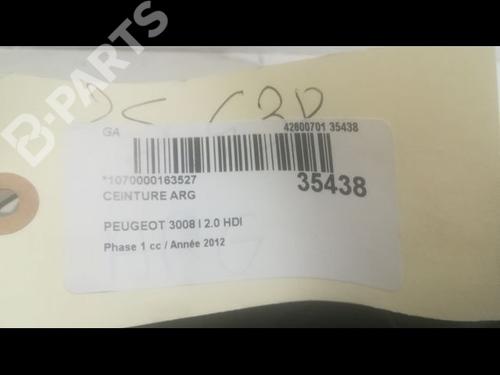 B-PARTS
GA
42600701 35438
*1070000163527
35438
CEINTURE ARG
PEUGEOT 3008 I 2.0 HDI
Phase 1 cc / Année 2012